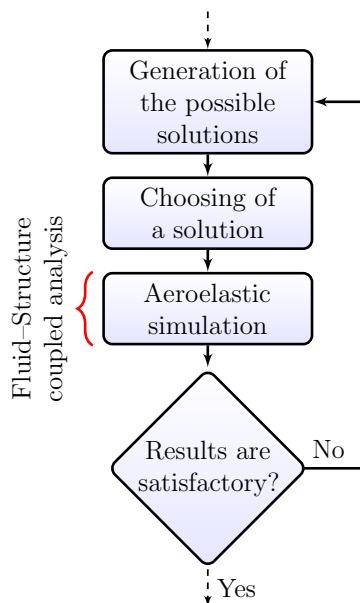 Generation of
the possible
solutions
Choosing of
a solution
Fluid–Structure
coupled analysis
Aeroelastic
simulation
Results are
satisfactory?
No
Yes